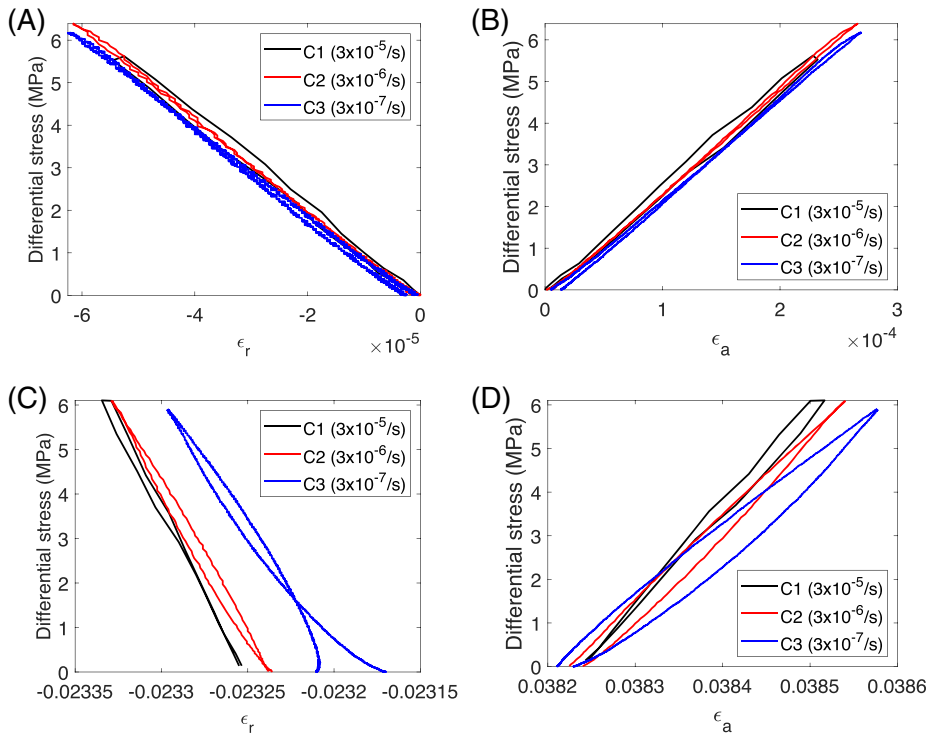 (A)
Differential stress (MPa)
6
5
4
3
2
1
0
C1 (3x10⁻⁵/s)
C2 (3x10⁻⁶/s)
C3 (3x10⁻⁷/s)
-6 -4 -2 0
×10⁻⁵
ϵᵣ
(B)
Differential stress (MPa)
6
5
4
3
2
1
0
C1 (3x10⁻⁵/s)
C2 (3x10⁻⁶/s)
C3 (3x10⁻⁷/s)
0 1 2 3
×10⁻⁴
ϵₐ
(C)
Differential stress (MPa)
6
5
4
3
2
1
0
C1 (3x10⁻⁵/s)
C2 (3x10⁻⁶/s)
C3 (3x10⁻⁷/s)
-0.02335 -0.0233 -0.02325 -0.0232 -0.02315
ϵᵣ
(D)
Differential stress (MPa)
6
5
4
3
2
1
0
C1 (3x10⁻⁵/s)
C2 (3x10⁻⁶/s)
C3 (3x10⁻⁷/s)
0.0382 0.0383 0.0384 0.0385 0.0386
ϵₐ